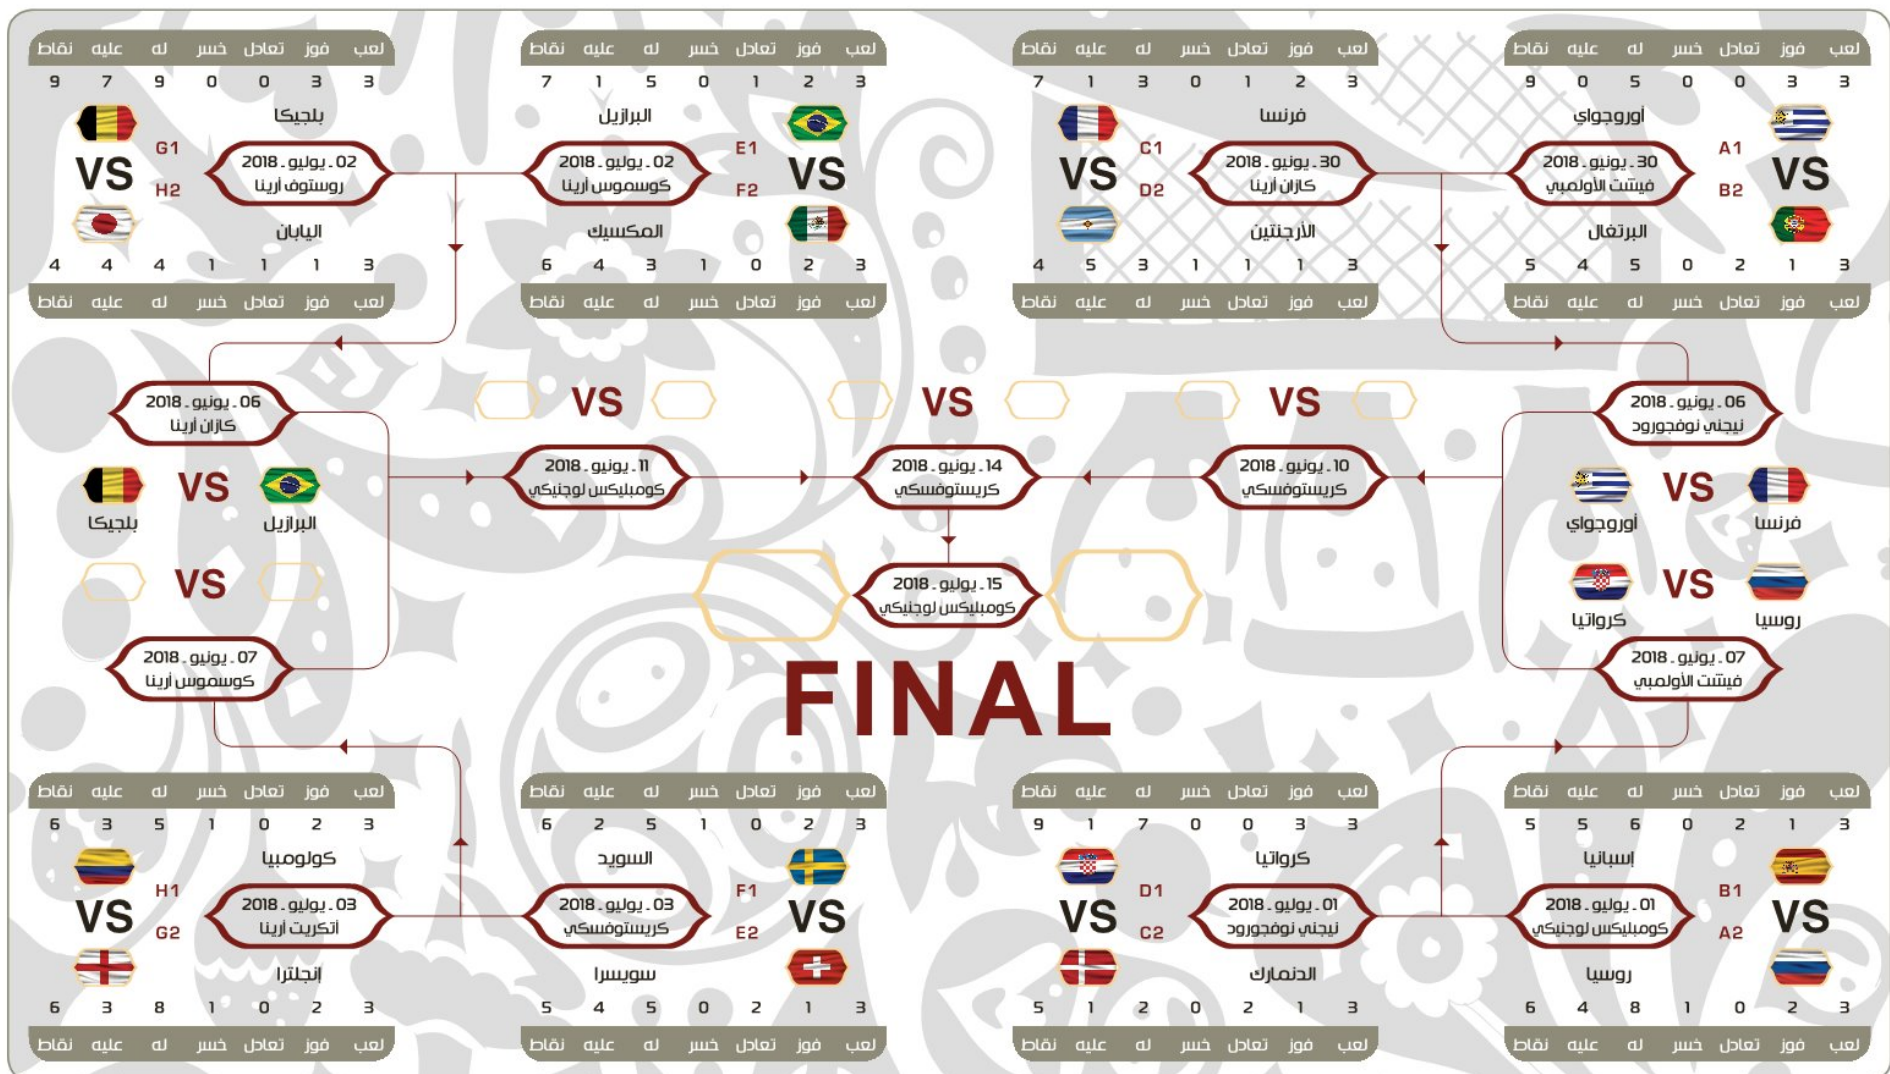 لعب فوز تعادل خسر له عليه نقاط
3 3 0 0 5 0 9
أوروجواي
A1
30 ـ يونيو ـ 2018
فيشت الأولمبي
VS
B2
البرتغال
3 1 2 0 5 4 5
لعب فوز تعادل خسر له عليه نقاط
لعب فوز تعادل خسر له عليه نقاط
3 2 1 0 3 1 7
فرنسا
C1
30 ـ يونيو ـ 2018
كازان أرينا
VS
D2
الأرجنتين
3 1 1 1 3 5 4
لعب فوز تعادل خسر له عليه نقاط
لعب فوز تعادل خسر له عليه نقاط
3 2 1 0 5 1 7
البرازيل
E1
02 ـ يوليو ـ 2018
كوسموس أرينا
VS
F2
المكسيك
3 2 0 1 3 4 6
لعب فوز تعادل خسر له عليه نقاط
لعب فوز تعادل خسر له عليه نقاط
3 3 0 0 9 7 9
بلجيكا
G1
02 ـ يوليو ـ 2018
روستوف أرينا
VS
H2
اليابان
3 1 1 1 4 4 4
لعب فوز تعادل خسر له عليه نقاط
06 ـ يونيو ـ 2018
نيجني نوفجورود
VS
فرنسا
أوروجواي
VS
روسيا
كرواتيا
07 ـ يونيو ـ 2018
فيشت الأولمبي
VS
10 ـ يونيو ـ 2018
كريستوفسكي
VS
14 ـ يونيو ـ 2018
كريستوفسكي
15 ـ يوليو ـ 2018
كومبليكس لوجنيكي
FINAL
VS
11 ـ يونيو ـ 2018
كومبليكس لوجنيكي
06 ـ يونيو ـ 2018
كازان أرينا
VS
البرازيل
بلجيكا
VS
07 ـ يونيو ـ 2018
كوسموس أرينا
لعب فوز تعادل خسر له عليه نقاط
3 1 2 0 6 5 5
إسبانيا
B1
01 ـ يوليو ـ 2018
كومبليكس لوجنيكي
VS
A2
روسيا
3 2 0 1 8 4 6
لعب فوز تعادل خسر له عليه نقاط
لعب فوز تعادل خسر له عليه نقاط
3 3 0 0 7 1 9
كرواتيا
D1
01 ـ يوليو ـ 2018
نيجني نوفجورود
VS
C2
الدنمارك
3 1 2 0 2 1 5
لعب فوز تعادل خسر له عليه نقاط
لعب فوز تعادل خسر له عليه نقاط
3 2 0 1 5 2 6
السويد
F1
03 ـ يوليو ـ 2018
كريستوفسكي
VS
E2
سويسرا
3 1 2 0 5 4 5
لعب فوز تعادل خسر له عليه نقاط
لعب فوز تعادل خسر له عليه نقاط
3 2 0 1 5 3 6
كولومبيا
H1
03 ـ يوليو ـ 2018
أتكريت أرينا
VS
G2
إنجلترا
3 2 0 1 8 3 6
لعب فوز تعادل خسر له عليه نقاط